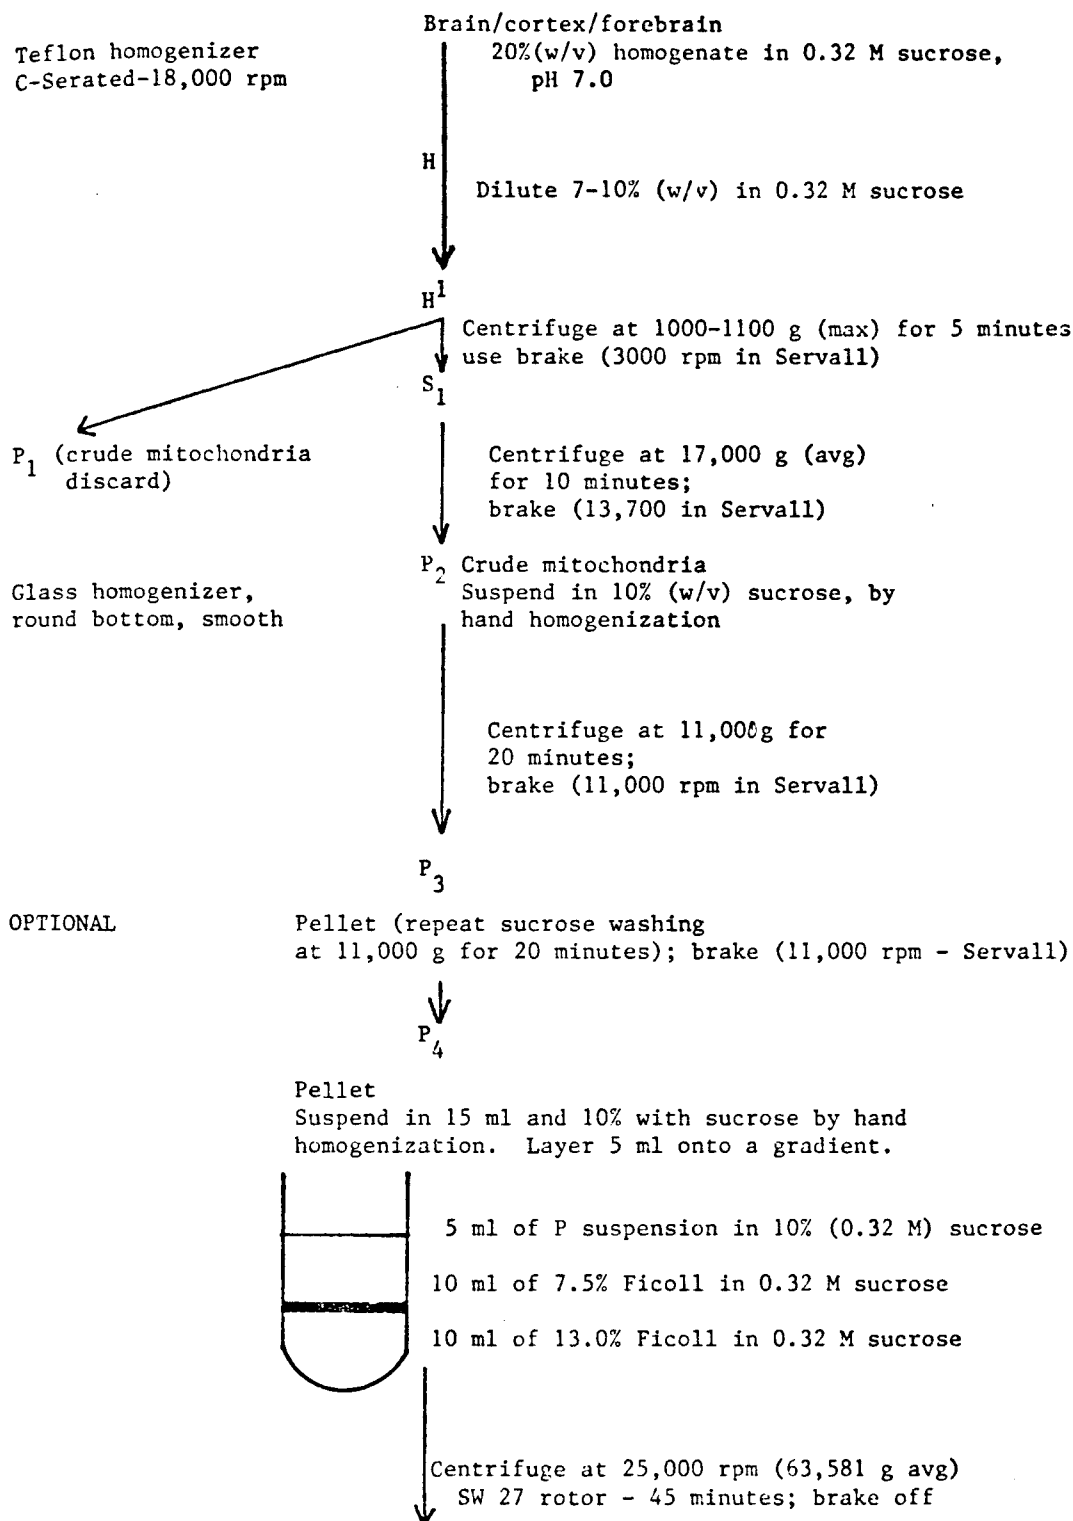 Brain/cortex/forebrain
Teflon homogenizer
C-Serated-18,000 rpm
20%(w/v) homogenate in 0.32 M sucrose,
pH 7.0
H
Dilute 7-10% (w/v) in 0.32 M sucrose
H1
Centrifuge at 1000-1100 g (max) for 5 minutes
use brake (3000 rpm in Servall)
S1
P1 (crude mitochondria
discard)
Centrifuge at 17,000 g (avg)
for 10 minutes;
brake (13,700 in Servall)
P2 Crude mitochondria
Suspend in 10% (w/v) sucrose, by
hand homogenization
Glass homogenizer,
round bottom, smooth
Centrifuge at 11,000g for
20 minutes;
brake (11,000 rpm in Servall)
P3
OPTIONAL
Pellet (repeat sucrose washing
at 11,000 g for 20 minutes); brake (11,000 rpm - Servall)
P4
Pellet
Suspend in 15 ml and 10% with sucrose by hand
homogenization. Layer 5 ml onto a gradient.
5 ml of P suspension in 10% (0.32 M) sucrose
10 ml of 7.5% Ficoll in 0.32 M sucrose
10 ml of 13.0% Ficoll in 0.32 M sucrose
Centrifuge at 25,000 rpm (63,581 g avg)
SW 27 rotor - 45 minutes; brake off